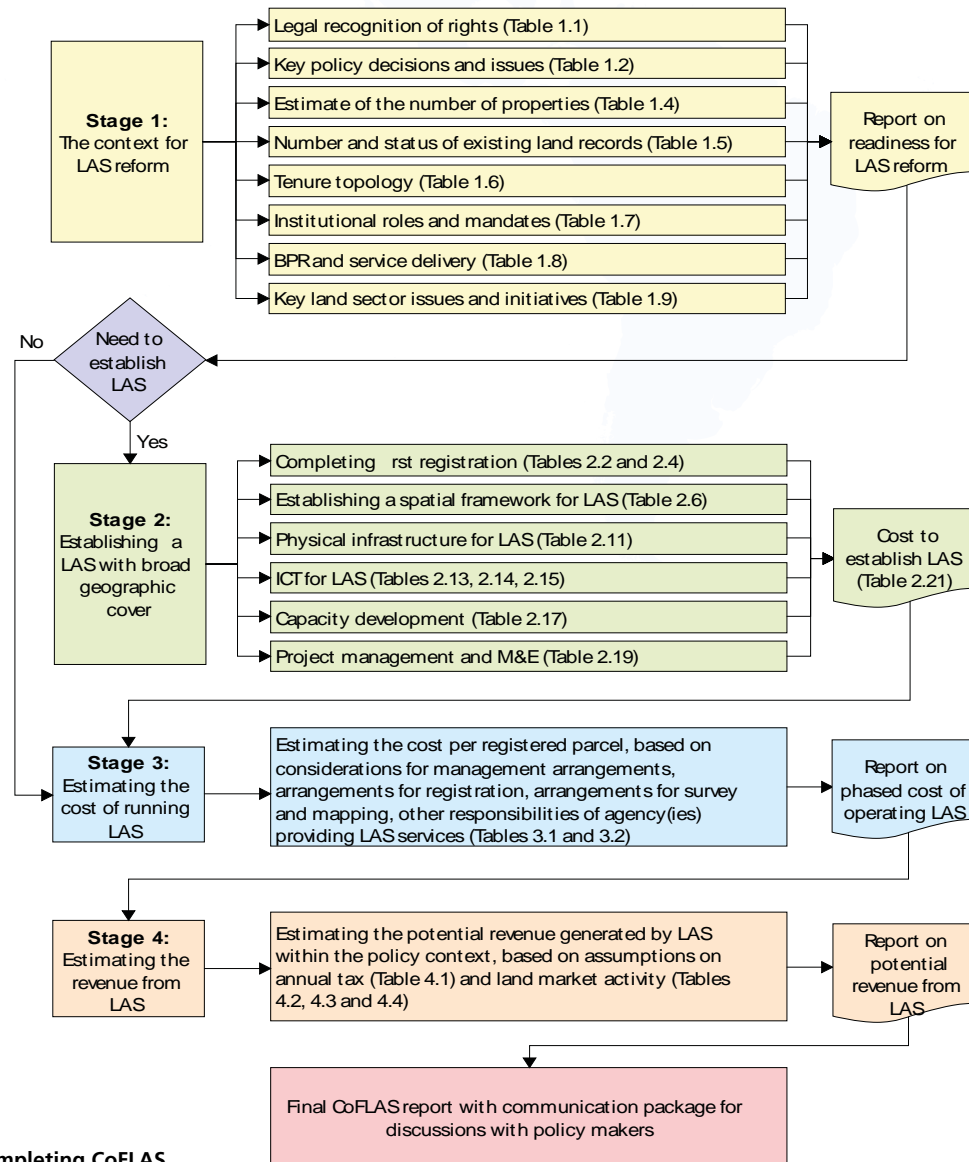 Stage 1:
The context for
LAS reform
Legal recognition of rights (Table 1.1)
Key policy decisions and issues (Table 1.2)
Estimate of the number of properties (Table 1.4)
Number and status of existing land records (Table 1.5)
Tenure topology (Table 1.6)
Institutional roles and mandates (Table 1.7)
BPR and service delivery (Table 1.8)
Key land sector issues and initiatives (Table 1.9)
Report on
readiness for
LAS reform
No
Need to
establish
LAS
Yes
Stage 2:
Establishing a
LAS with broad
geographic
cover
Completing rst registration (Tables 2.2 and 2.4)
Establishing a spatial framework for LAS (Table 2.6)
Physical infrastructure for LAS (Table 2.11)
ICT for LAS (Tables 2.13, 2.14, 2.15)
Capacity development (Table 2.17)
Project management and M&E (Table 2.19)
Cost to
establish LAS
(Table 2.21)
Stage 3:
Estimating the
cost of running
LAS
Estimating the cost per registered parcel, based on
considerations for management arrangements,
arrangements for registration, arrangements for survey
and mapping, other responsibilities of agency(ies)
providing LAS services (Tables 3.1 and 3.2)
Report on
phased cost of
operating LAS
Stage 4:
Estimating the
revenue from
LAS
Estimating the potential revenue generated by LAS
within the policy context, based on assumptions on
annual tax (Table 4.1) and land market activity (Tables
4.2, 4.3 and 4.4)
Report on
potential
revenue from
LAS
Final CoFLAS report with communication package for
discussions with policy makers
mpleting CoFLAS